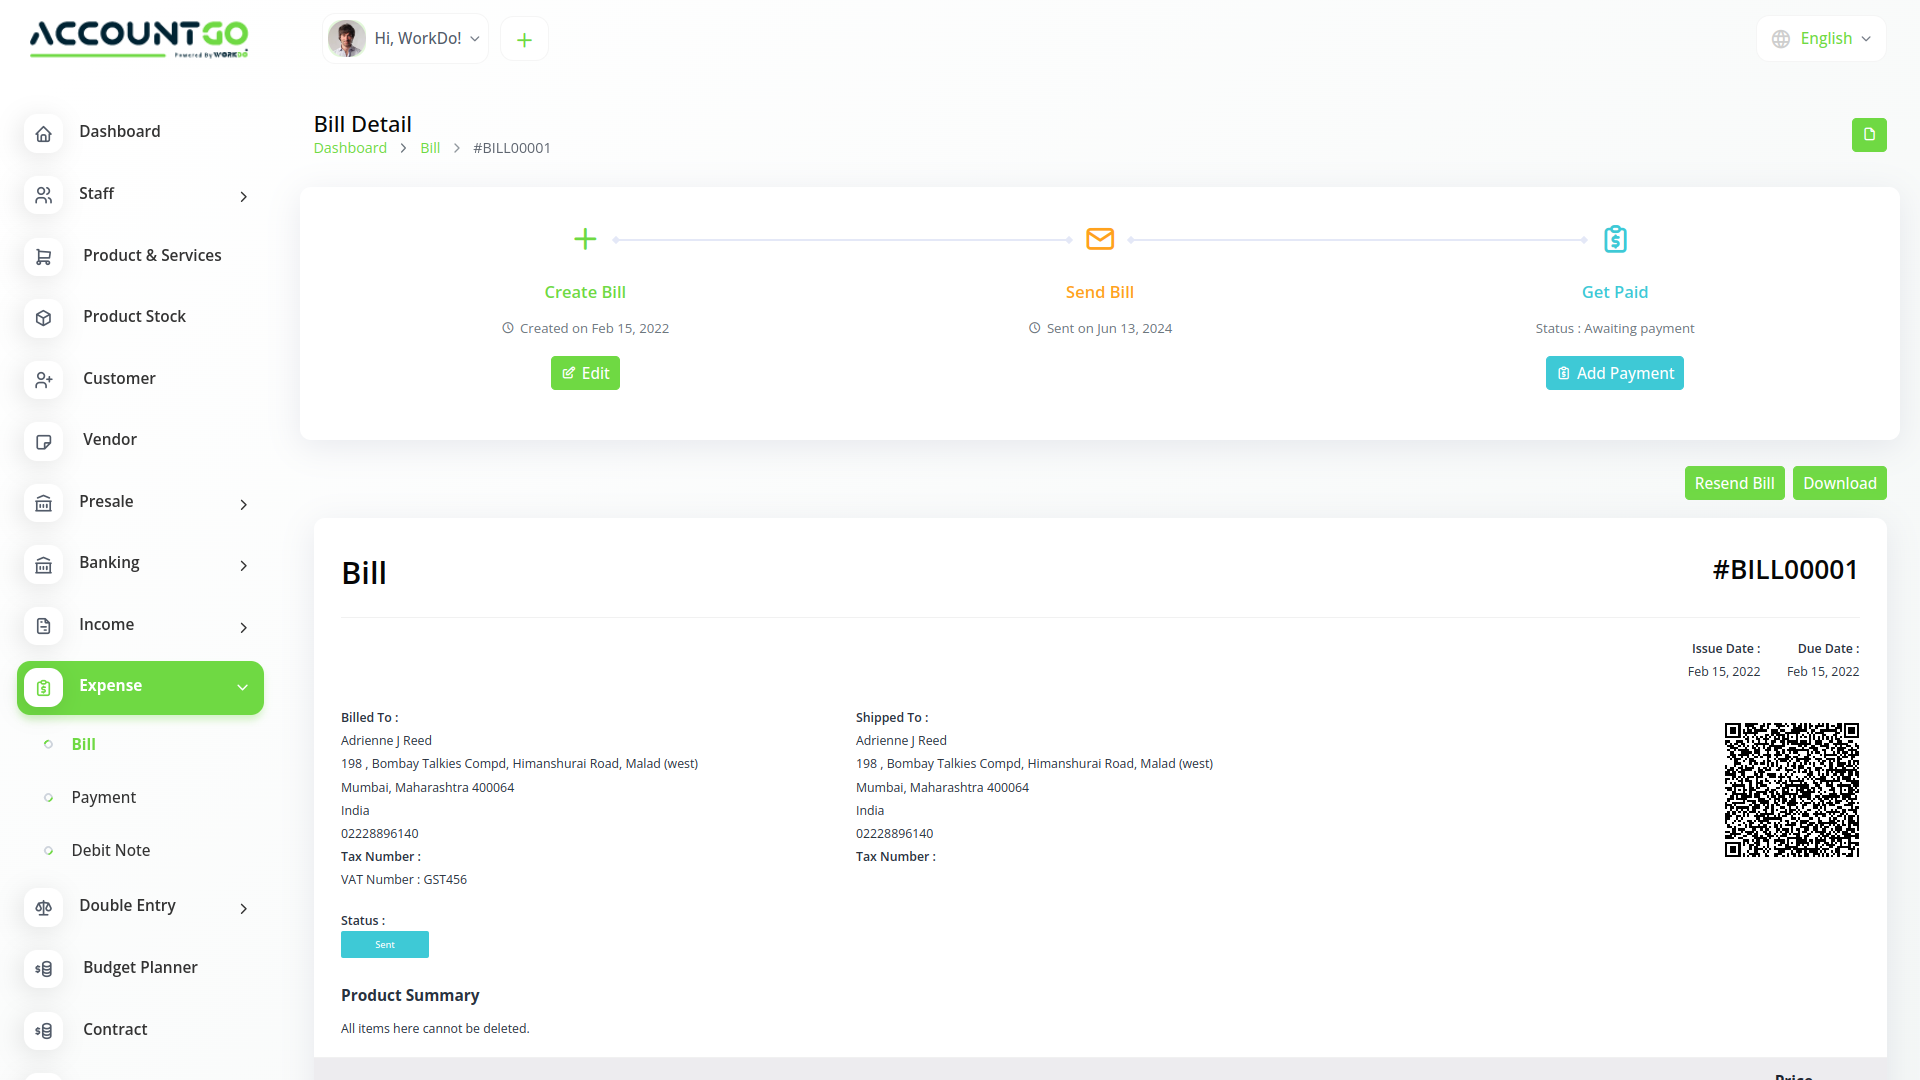 ACCOUNTGO
Powered By WORKDO
Hi, WorkDo!
English
Dashboard
Staff
Product & Services
Product Stock
Customer
Vendor
Presale
Banking
Income
Expense
Bill
Payment
Debit Note
Double Entry
Budget Planner
Contract
Bill Detail
Dashboard > Bill > #BILL00001
Create Bill
Created on Feb 15, 2022
Edit
Send Bill
Sent on Jun 13, 2024
Get Paid
Status : Awaiting payment
Add Payment
Resend Bill
Download
Bill
#BILL00001
Issue Date :
Feb 15, 2022
Due Date :
Feb 15, 2022
Billed To :
Adrienne J Reed
198 , Bombay Talkies Compd, Himanshurai Road, Malad (west)
Mumbai, Maharashtra 400064
India
02228896140
Tax Number :
VAT Number : GST456
Shipped To :
Adrienne J Reed
198 , Bombay Talkies Compd, Himanshurai Road, Malad (west)
Mumbai, Maharashtra 400064
India
02228896140
Tax Number :
Status :
Sent
Product Summary
All items here cannot be deleted.
Price